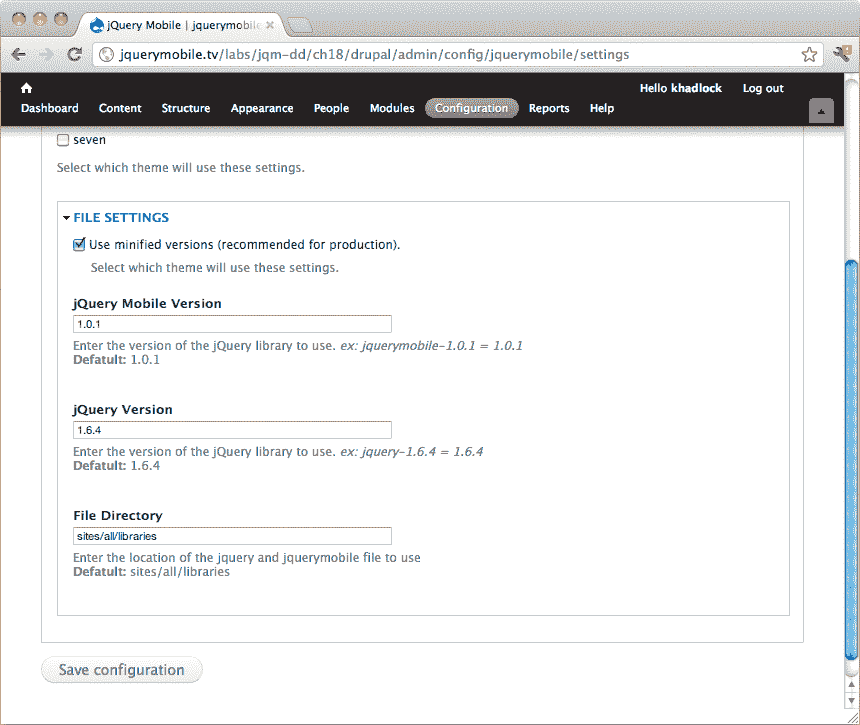 jQuery Mobile | jquerymobile
jquerymobile.tv/labs/jqm-dd/ch18/drupal/admin/config/jquerymobile/settings
Hello khadlock Log out
Dashboard Content Structure Appearance People Modules Configuration Reports Help
seven
Select which theme will use these settings.
FILE SETTINGS
Use minified versions (recommended for production).
Select which theme will use these settings.
jQuery Mobile Version
1.0.1
Enter the version of the jQuery library to use. ex: jquerymobile-1.0.1 = 1.0.1
Defatult: 1.0.1
jQuery Version
1.6.4
Enter the version of the jQuery library to use. ex: jquery-1.6.4 = 1.6.4
Defatult: 1.6.4
File Directory
sites/all/libraries
Enter the location of the jquery and jquerymobile file to use
Defatult: sites/all/libraries
Save configuration